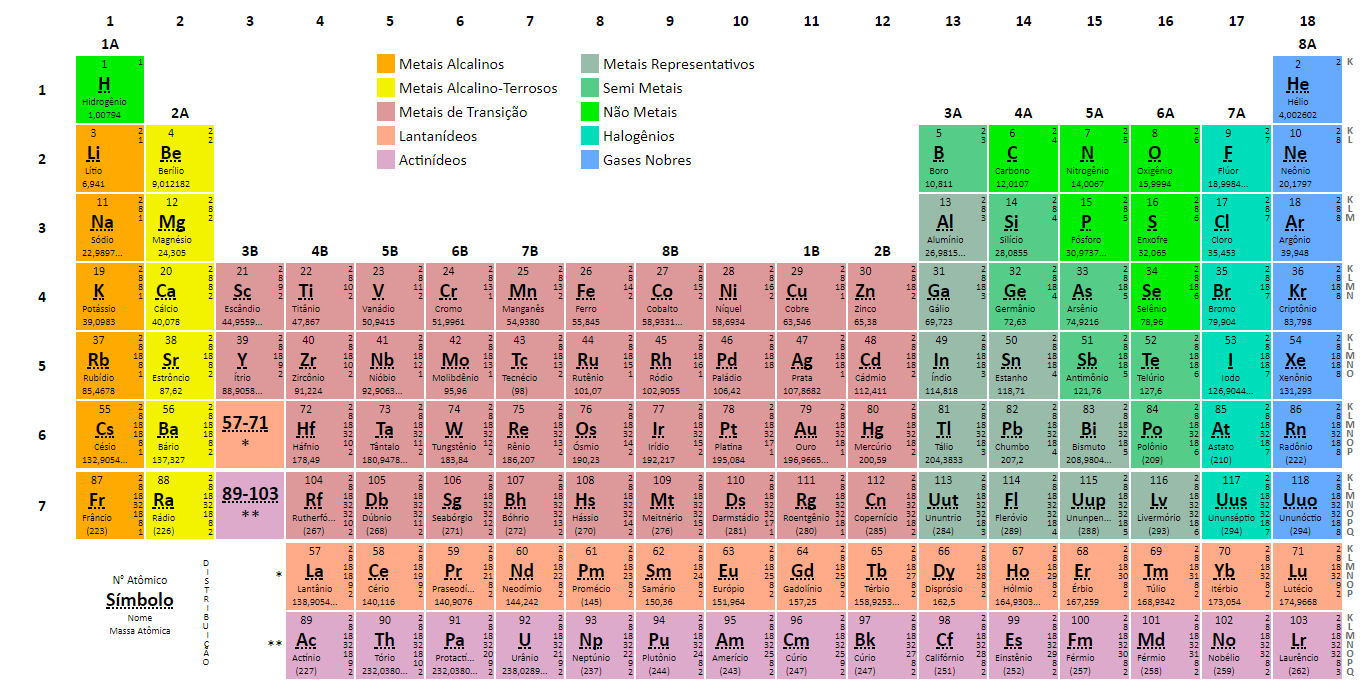 1 2 3 4 5 6 7 8 9 10 11 12 13 14 15 16 17 18
1A 8A
Metais Alcalinos Metais Representativos
Metais Alcalino-Terrosos Semi Metais
Metais de Transição Não Metais
Lantanídeos Halogênios
Actinídeos Gases Nobres
1 2 K
1 H He
Hidrogênio Hélio
1,00794 4,002602
2A 3A 4A 5A 6A 7A
3 4 5 6 7 8 9 10 K L
2 Li Be B C N O F Ne
Lítio Berílio Boro Carbono Nitrogênio Oxigênio Flúor Neônio
6,941 9,012182 10,811 12,0107 14,0067 15,9994 18,9984... 20,1797
11 12 13 14 15 16 17 18 K L M
3 Na Mg Al Si P S Cl Ar
Sódio Magnésio Alumínio Silício Fósforo Enxofre Cloro Argônio
22,9897... 24,305 26,9815... 28,0855 30,9737... 32,065 35,453 39,948
3B 4B 5B 6B 7B 8B 1B 2B
19 20 21 22 23 24 25 26 27 28 29 30 31 32 33 34 35 36 K L M N
4 K Ca Sc Ti V Cr Mn Fe Co Ni Cu Zn Ga Ge As Se Br Kr
Potássio Cálcio Escândio Titânio Vanádio Cromo Manganês Ferro Cobalto Níquel Cobre Zinco Gálio Germânio Arsênio Selênio Bromo Criptônio
39,0983 40,078 44,9559... 47,867 50,9415 51,9961 54,9380 55,845 58,9331... 58,6934 63,546 65,38 69,723 72,63 74,9216 78,96 79,904 83,798
37 38 39 40 41 42 43 44 45 46 47 48 49 50 51 52 53 54 K L M N O
5 Rb Sr Y Zr Nb Mo Tc Ru Rh Pd Ag Cd In Sn Sb Te I Xe
Rubídio Estrôncio Ítrio Zircônio Nióbio Molibdênio Tecnécio Rutênio Ródio Paládio Prata Cádmio Índio Estanho Antimônio Telúrio Iodo Xenônio
85,4678 87,62 88,9058... 91,224 92,9063... 95,96 (98) 101,07 102,9055 106,42 107,8682 112,411 114,818 118,71 121,76 127,6 126,9044... 131,293
55 56 72 73 74 75 76 77 78 79 80 81 82 83 84 85 86 K L M N O P
6 Cs Ba 57-71 Hf Ta W Re Os Ir Pt Au Hg Tl Pb Bi Po At Rn
Césio Bário * Háfnio Tântalo Tungstênio Rênio Ósmio Irídio Platina Ouro Mercúrio Tálio Chumbo Bismuto Polônio Astato Radônio
132,9054... 137,327 178,49 180,9478... 183,84 186,207 190,23 192,217 195,084 196,9665... 200,59 204,3833 207,2 208,9804... (209) (210) (222)
87 88 104 105 106 107 108 109 110 111 112 113 114 115 116 117 118 K L M N O P Q
7 Fr Ra 89-103 Rf Db Sg Bh Hs Mt Ds Rg Cn Uut Fl Uup Lv Uus Uuo
Frâncio Rádio ** Rutherfó... Dúbnio Seabórgio Bóhrio Hássio Meitnério Darmstádio Roentgênio Copernício Ununtrio Fleróvio Ununpen... Livermório Ununséptio Ununóctio
(223) (226) (267) (268) (271) (272) (270) (276) (281) (280) (285) (284) (289) (288) (293) (294) (294)
57 58 59 60 61 62 63 64 65 66 67 68 69 70 71 K L M N O P
* La Ce Pr Nd Pm Sm Eu Gd Tb Dy Ho Er Tm Yb Lu
Lantânio Cério Praseodí... Neodímio Promécio Samário Európio Gadolínio Térbio Disprósio Hólmio Érbio Túlio Itérbio Lutécio
138,9054... 140,116 140,9076 144,242 (145) 150,36 151,964 157,25 158,9253... 162,5 164,9303... 167,259 168,9342 173,054 174,9668
Nº Atômico
Símbolo
Nome
Massa Atômica
DISTRIBUIÇÃO
89 90 91 92 93 94 95 96 97 98 99 100 101 102 103 K L M N O P Q
** Ac Th Pa U Np Pu Am Cm Bk Cf Es Fm Md No Lr
Actínio Tório Protactí... Urânio Neptúnio Plutônio Amerício Cúrio Cúrio Califórnio Einstênio Férmio Férmio Nobélio Laurêncio
(227) 232,0380... 232,0380... 238,0289... (237) (244) (243) (247) (247) (251) (252) (257) (258) (259) (262)